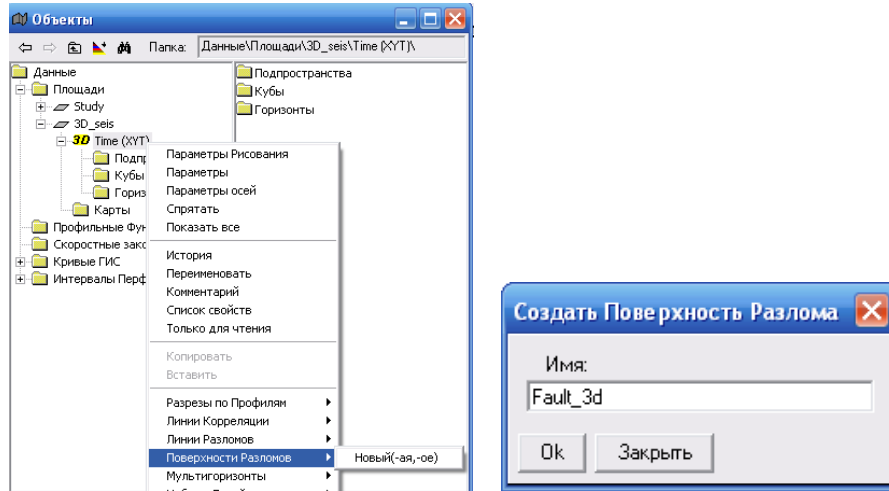 Объекты
Папка: Данные\Площади\3D_seis\Time (XYT)\
Данные
Площади
Study
3D_seis
3D Time (XYT)
Подпр
Кубы
Гориз
Карты
Профильные Фун
Скоростные зако
Кривые ГИС
Интервалы Перф
Подпространства
Кубы
Горизонты
Параметры Рисования
Параметры
Параметры осей
Спрятать
Показать все
История
Переименовать
Комментарий
Список свойств
Только для чтения
Копировать
Вставить
Разрезы по Профилям
Линии Корреляции
Линии Разломов
Поверхности Разломов
Новый(-ая,-ое)
Мультигоризонты
Создать Поверхность Разлома
Имя:
Fault_3d
Ok
Закрыть